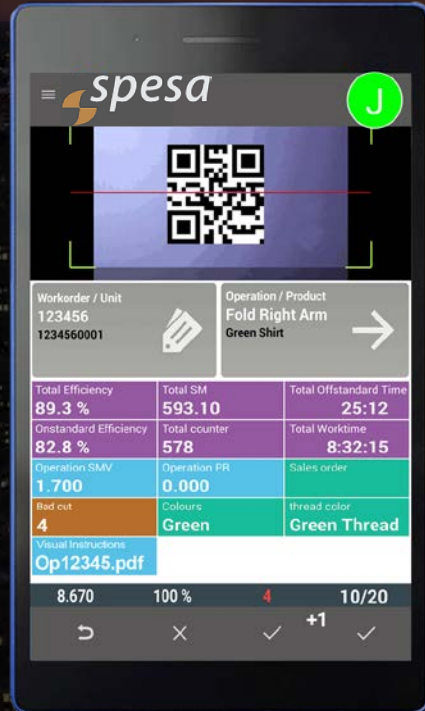 spesa
J
Workorder / Unit
123456
1234560001
Operation / Product
Fold Right Arm
Green Shirt
Total Efficiency
89.3 %
Total SM
593.10
Total Offstandard Time
25:12
Onstandard Efficiency
82.8 %
Total counter
578
Total Worktime
8:32:15
Operation SMV
1.700
Operation PR
0.000
Sales order
Bad cut
4
Colours
Green
thread color
Green Thread
Visual Instructions
Op12345.pdf
8.670 100 % 4 10/20
+1